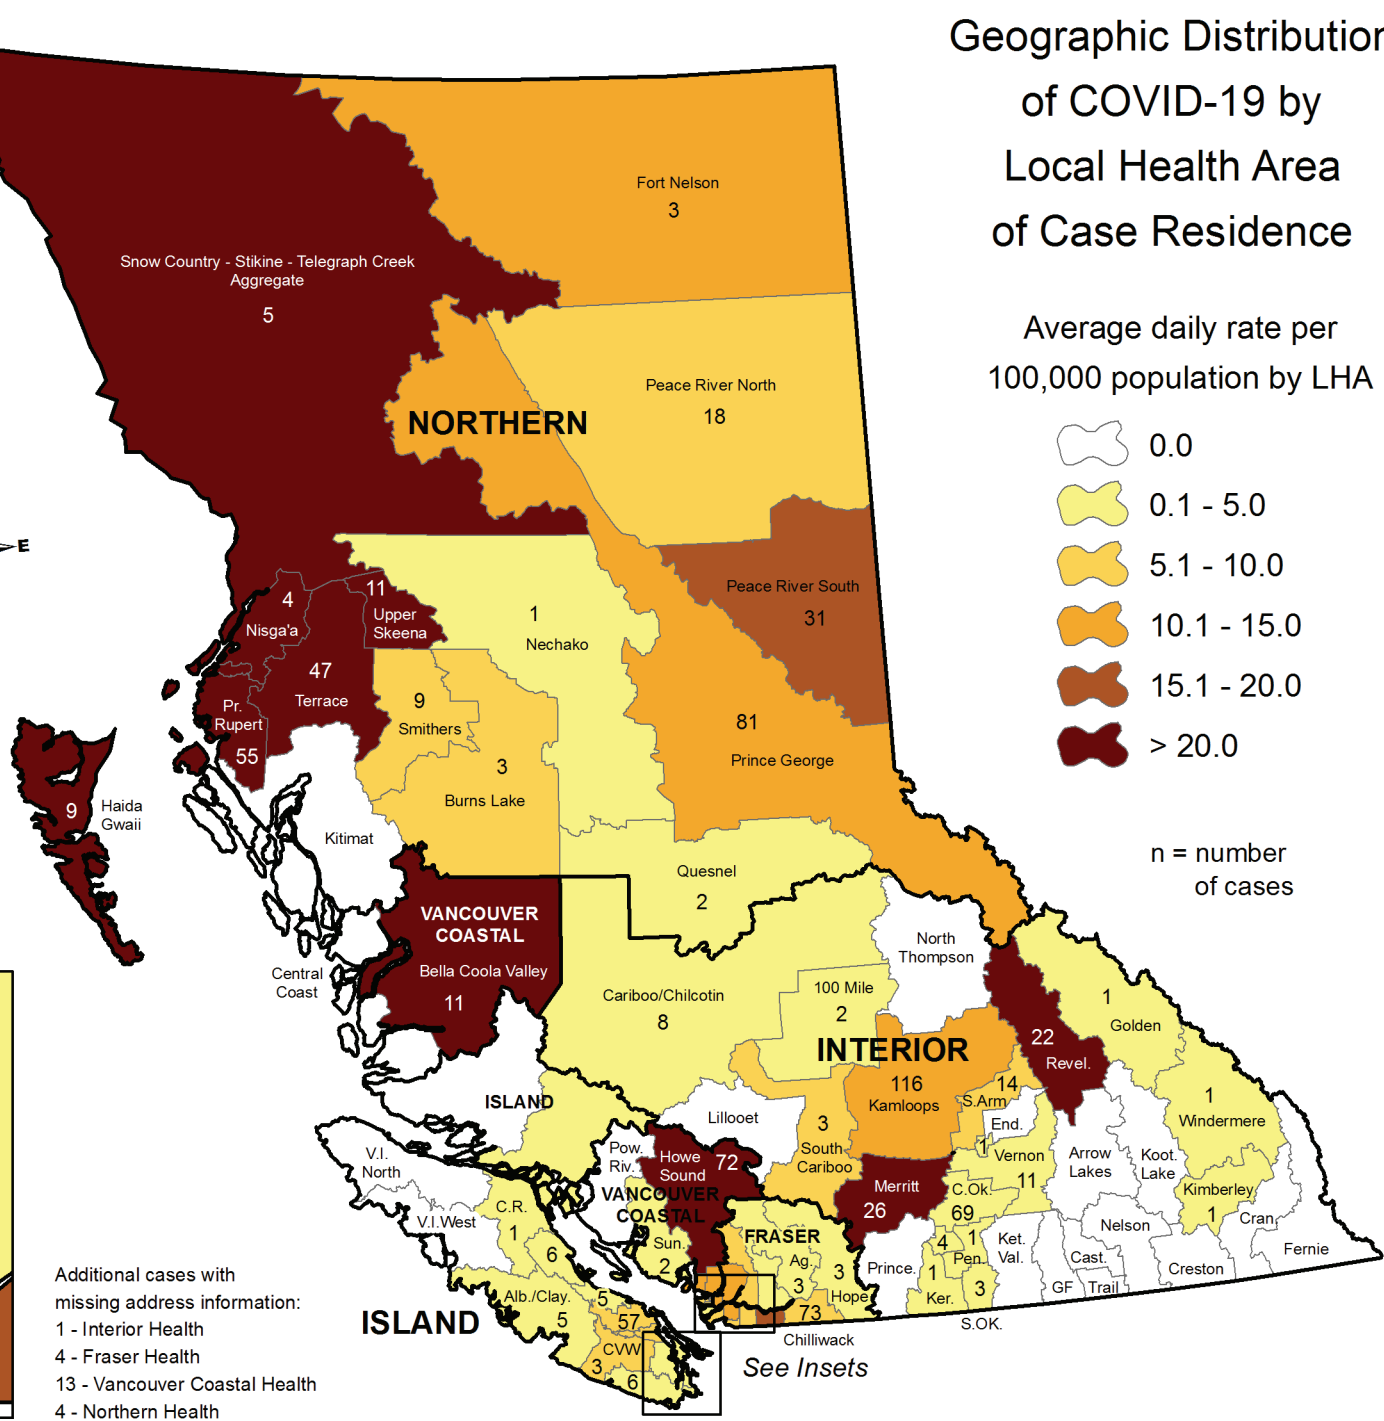 Geographic Distribution
of COVID-19 by
Local Health Area
of Case Residence
Average daily rate per
100,000 population by LHA
0.0
0.1 - 5.0
5.1 - 10.0
10.1 - 15.0
15.1 - 20.0
> 20.0
n = number
of cases
Fort Nelson
3
Snow Country - Stikine - Telegraph Creek
Aggregate
5
Peace River North
18
NORTHERN
E
Peace River South
31
4
Nisga'a
11
Upper
Skeena
1
Nechako
47
Terrace
Pr.
Rupert
55
9
Smithers
3
Burns Lake
81
Prince George
9
Haida
Gwaii
Kitimat
Quesnel
2
VANCOUVER
COASTAL
Bella Coola Valley
11
Central
Coast
North
Thompson
Cariboo/Chilcotin
8
100 Mile
2
INTERIOR
1
Golden
22
Revel.
116
Kamloops
14
S.Arm
End.
1
Windermere
ISLAND
Lillooet
3
South
Cariboo
1
Vernon
11
Arrow
Lakes
Koot.
Lake
V.I.
North
Pow.
Riv.
Howe
Sound
72
Merritt
26
C.Ok.
69
Kimberley
1
VANCOUVER
COASTAL
C.R.
1
V.I.West
6
Sun.
2
FRASER
Ag.
3
3
Hope
Prince.
4
1
Pen.
1
Ker.
3
S.OK.
Ket.
Val.
Nelson
Cran.
Cast.
Creston
Fernie
GF
Trail
Alb./Clay.
5
5
57
CVW
3
6
ISLAND
73
Chilliwack
See Insets
Additional cases with
missing address information:
1 - Interior Health
4 - Fraser Health
13 - Vancouver Coastal Health
4 - Northern Health